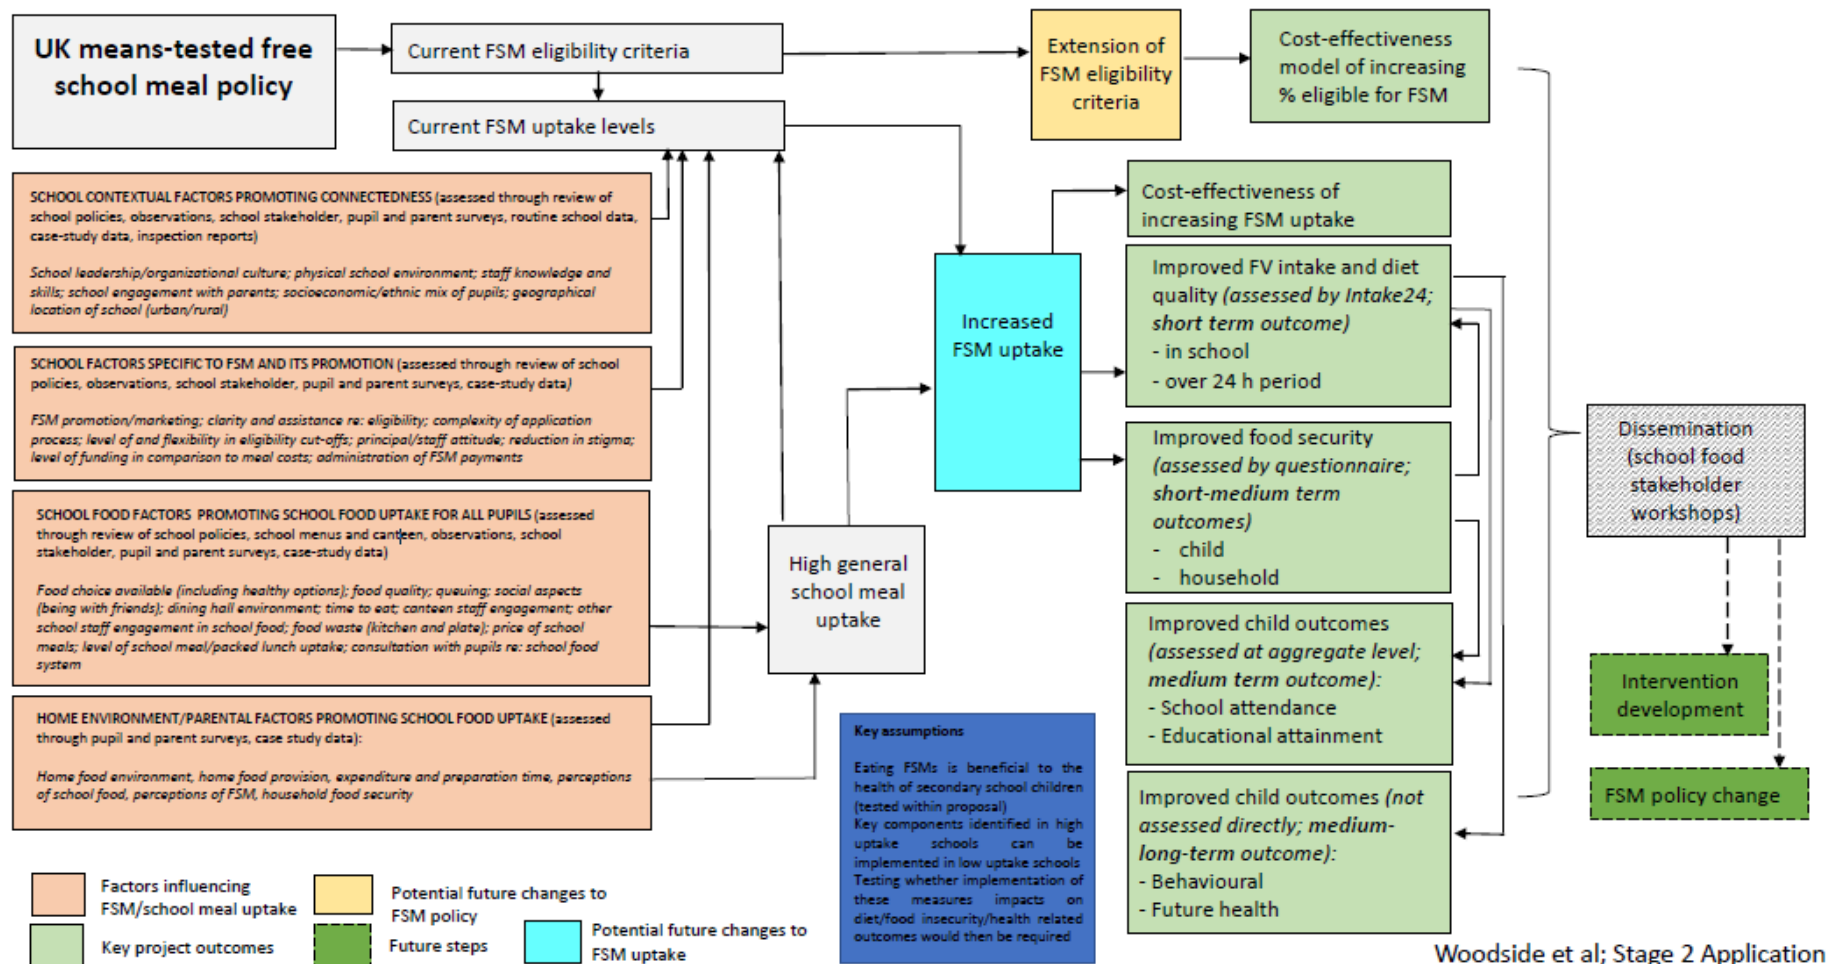 UK means-tested free
school meal policy
Current FSM eligibility criteria
Current FSM uptake levels
Extension of
FSM eligibility
criteria
Cost-effectiveness
model of increasing
% eligible for FSM
SCHOOL CONTEXTUAL FACTORS PROMOTING CONNECTEDNESS (assessed through review of
school policies, observations, school stakeholder, pupil and parent surveys, routine school data,
case-study data, inspection reports)
School leadership/organizational culture; physical school environment; staff knowledge and
skills; school engagement with parents; socioeconomic/ethnic mix of pupils; geographical
location of school (urban/rural)
SCHOOL FACTORS SPECIFIC TO FSM AND ITS PROMOTION (assessed through review of school
policies, observations, school stakeholder, pupil and parent surveys, case-study data)
FSM promotion/marketing; clarity and assistance re: eligibility; complexity of application
process; level of and flexibility in eligibility cut-offs; principal/staff attitude; reduction in stigma;
level of funding in comparison to meal costs; administration of FSM payments
SCHOOL FOOD FACTORS PROMOTING SCHOOL FOOD UPTAKE FOR ALL PUPILS (assessed
through review of school policies, school menus and canteen, observations, school
stakeholder, pupil and parent surveys, case-study data)
Food choice available (including healthy options); food quality; queuing; social aspects
(being with friends); dining hall environment; time to eat; canteen staff engagement; other
school staff engagement in school food; food waste (kitchen and plate); price of school
meals; level of school meal/packed lunch uptake; consultation with pupils re: school food
system
HOME ENVIRONMENT/PARENTAL FACTORS PROMOTING SCHOOL FOOD UPTAKE (assessed
through pupil and parent surveys, case study data):
Home food environment, home food provision, expenditure and preparation time, perceptions
of school food, perceptions of FSM, household food security
High general
school meal
uptake
Increased
FSM uptake
Cost-effectiveness of
increasing FSM uptake
Improved FV intake and diet
quality (assessed by Intake24;
short term outcome)
- in school
- over 24 h period
Improved food security
(assessed by questionnaire;
short-medium term
outcomes)
- child
- household
Improved child outcomes
(assessed at aggregate level;
medium term outcome):
- School attendance
- Educational attainment
Improved child outcomes (not
assessed directly; medium-
long-term outcome):
- Behavioural
- Future health
Dissemination
(school food
stakeholder
workshops)
Intervention
development
FSM policy change
Key assumptions
Eating FSMs is beneficial to the
health of secondary school children
(tested within proposal)
Key components identified in high
uptake schools can be
implemented in low uptake schools
Testing whether implementation of
these measures impacts on
diet/food insecurity/health related
outcomes would then be required
Factors influencing
FSM/school meal uptake
Potential future changes to
FSM policy
Key project outcomes
Future steps
Potential future changes to
FSM uptake
Woodside et al; Stage 2 Application